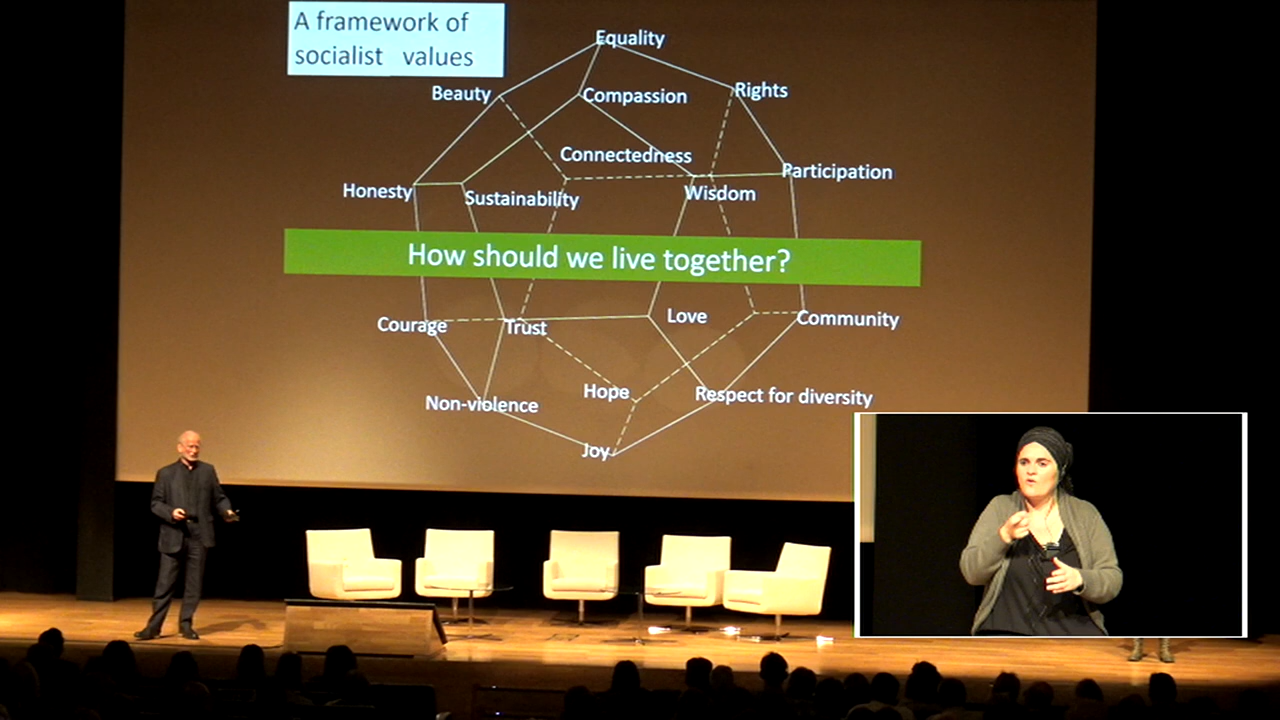 A framework of
socialist values
Equality
Beauty
Compassion
Rights
Connectedness
Participation
Honesty
Sustainability
Wisdom
How should we live together?
Courage
Trust
Love
Community
Hope
Respect for diversity
Non-violence
Joy